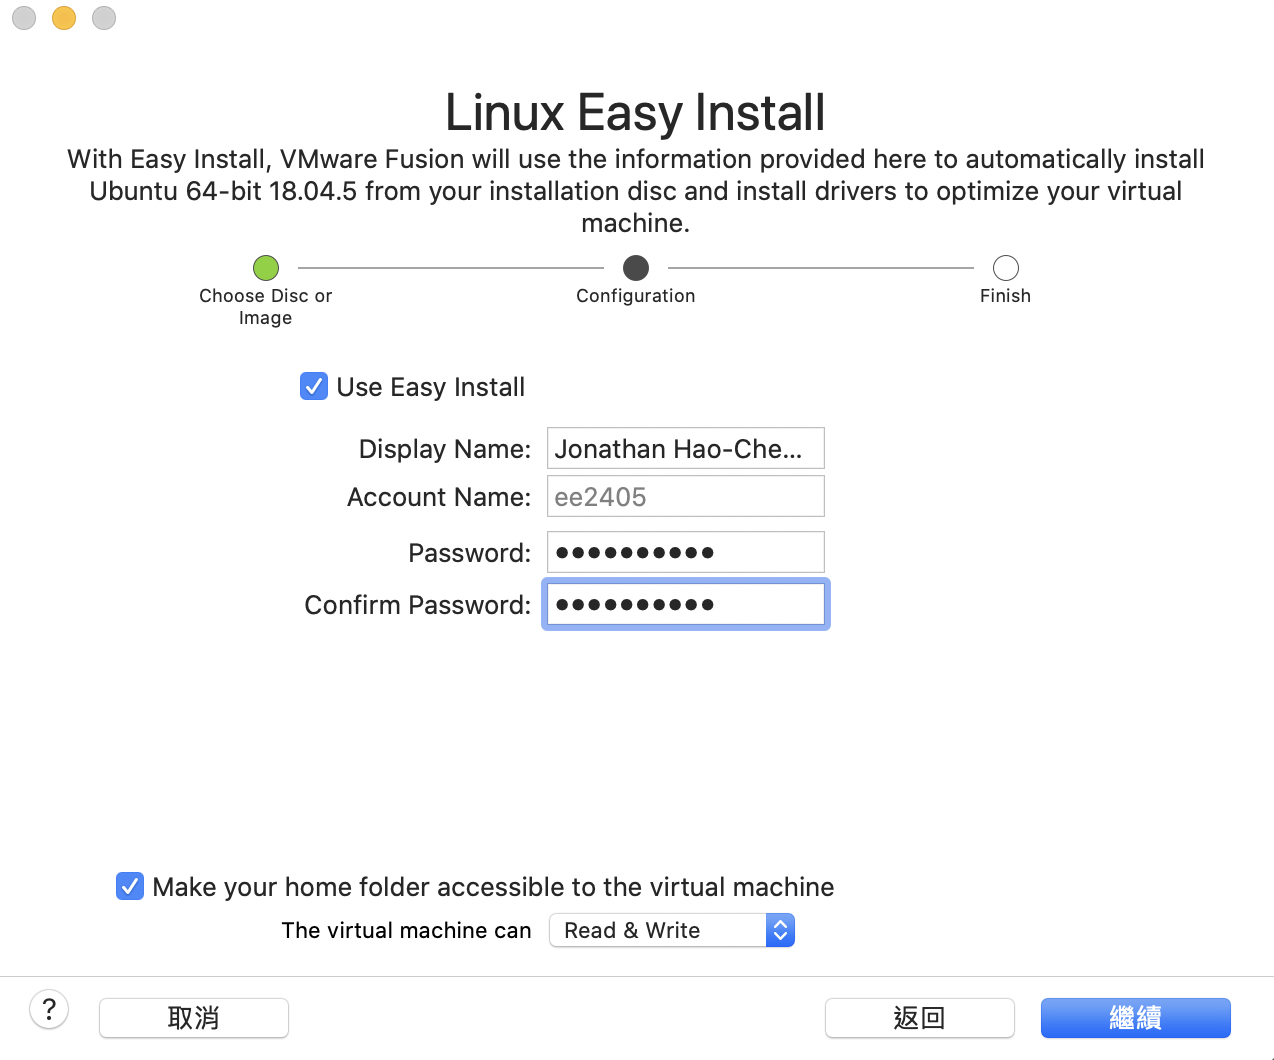 Linux Easy Install
With Easy Install, VMware Fusion will use the information provided here to automatically install
Ubuntu 64-bit 18.04.5 from your installation disc and install drivers to optimize your virtual
machine.
Choose Disc or
Image
Configuration
Finish
Use Easy Install
Display Name: Jonathan Hao-Che...
Account Name: ee2405
Password: ●●●●●●●●●●
Confirm Password: ●●●●●●●●●●
Make your home folder accessible to the virtual machine
The virtual machine can Read & Write
? 取消 返回 繼續